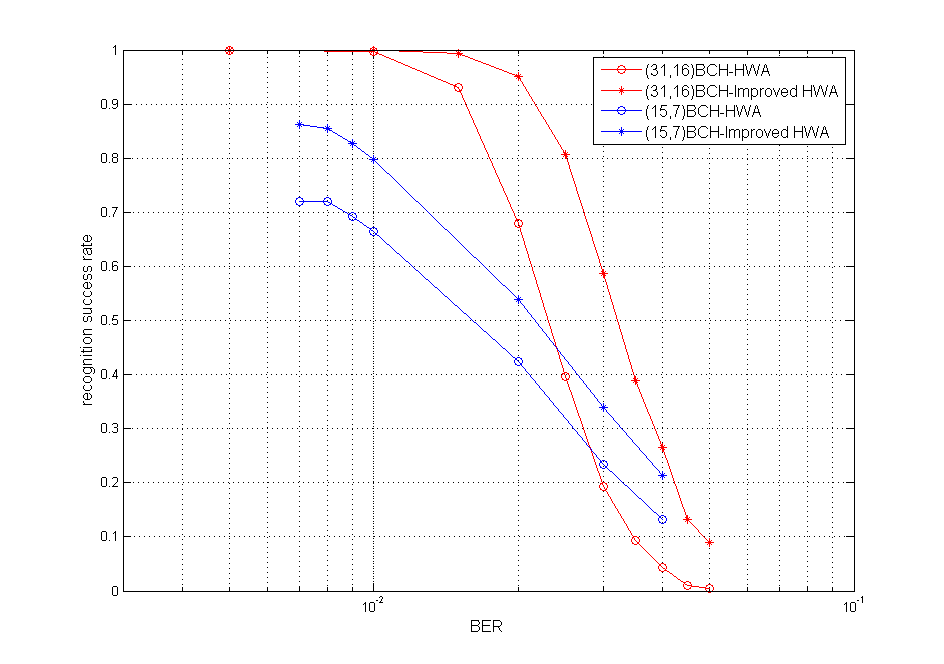 1
0.9
0.8
0.7
0.6
0.5
0.4
0.3
0.2
0.1
0
recognition success rate
(31,16)BCH-HWA
(31,16)BCH-Improved HWA
(15,7)BCH-HWA
(15,7)BCH-Improved HWA
10-2
10-1
BER